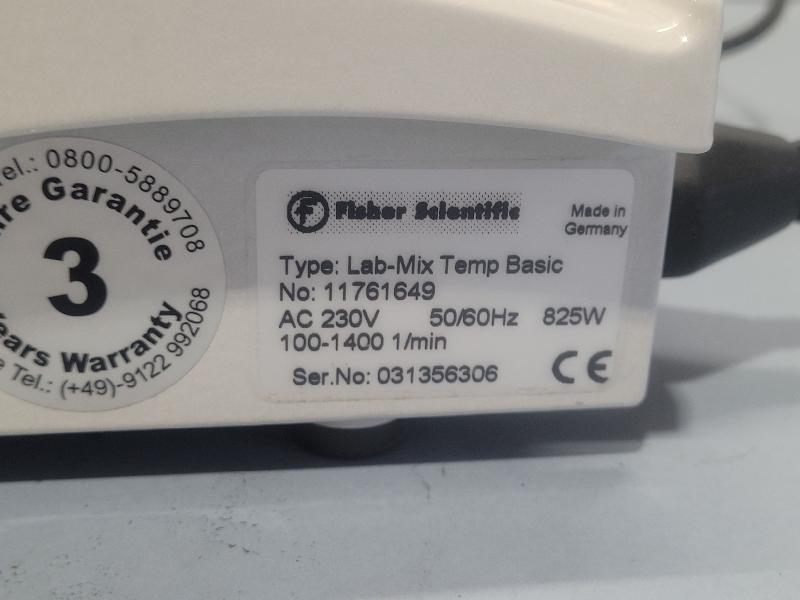 el.: 0800-5889708
re Garantie
3
ears Warranty
e Tel.: (+49)-9122 992068
Fisher Scientific
Made in
Germany
Type: Lab-Mix Temp Basic
No: 11761649
AC 230V 50/60Hz 825W
100-1400 1/min
Ser.No: 031356306
CE